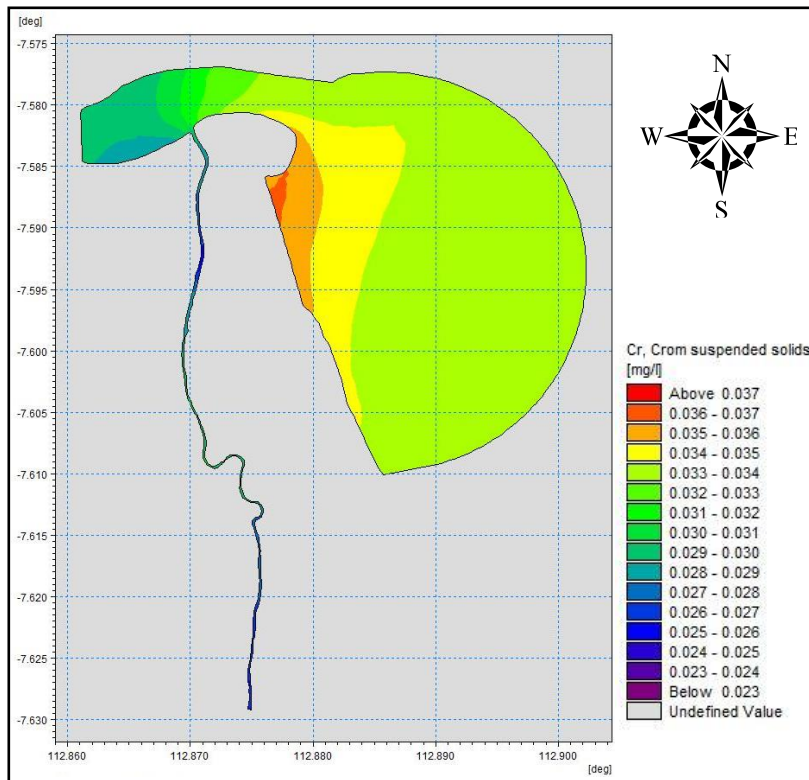 [deg]
-7.575
-7.580
-7.585
-7.590
-7.595
-7.600
-7.605
-7.610
-7.615
-7.620
-7.625
-7.630
112.860 112.870 112.880 112.890 112.900
[deg]
N
W E
S
Cr, Crom suspended solids
[mg/l]
Above 0.037
0.036 - 0.037
0.035 - 0.036
0.034 - 0.035
0.033 - 0.034
0.032 - 0.033
0.031 - 0.032
0.030 - 0.031
0.029 - 0.030
0.028 - 0.029
0.027 - 0.028
0.026 - 0.027
0.025 - 0.026
0.024 - 0.025
0.023 - 0.024
Below 0.023
Undefined Value